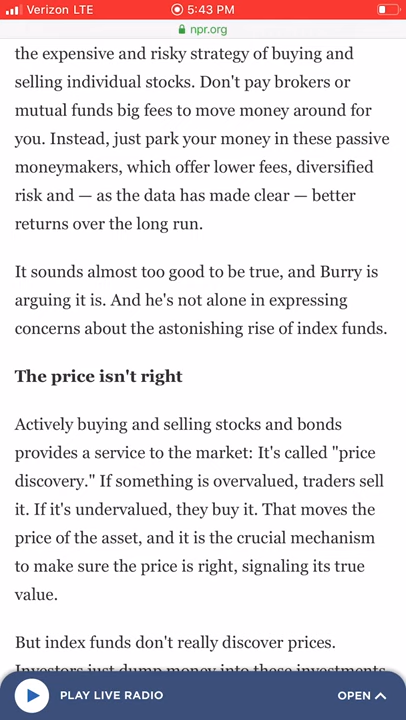 Verizon LTE 5:43 PM
npr.org
the expensive and risky strategy of buying and
selling individual stocks. Don't pay brokers or
mutual funds big fees to move money around for
you. Instead, just park your money in these passive
moneymakers, which offer lower fees, diversified
risk and — as the data has made clear — better
returns over the long run.
It sounds almost too good to be true, and Burry is
arguing it is. And he's not alone in expressing
concerns about the astonishing rise of index funds.
The price isn't right
Actively buying and selling stocks and bonds
provides a service to the market: It's called "price
discovery." If something is overvalued, traders sell
it. If it's undervalued, they buy it. That moves the
price of the asset, and it is the crucial mechanism
to make sure the price is right, signaling its true
value.
But index funds don't really discover prices.
Investors just dump money into these investments
PLAY LIVE RADIO OPEN